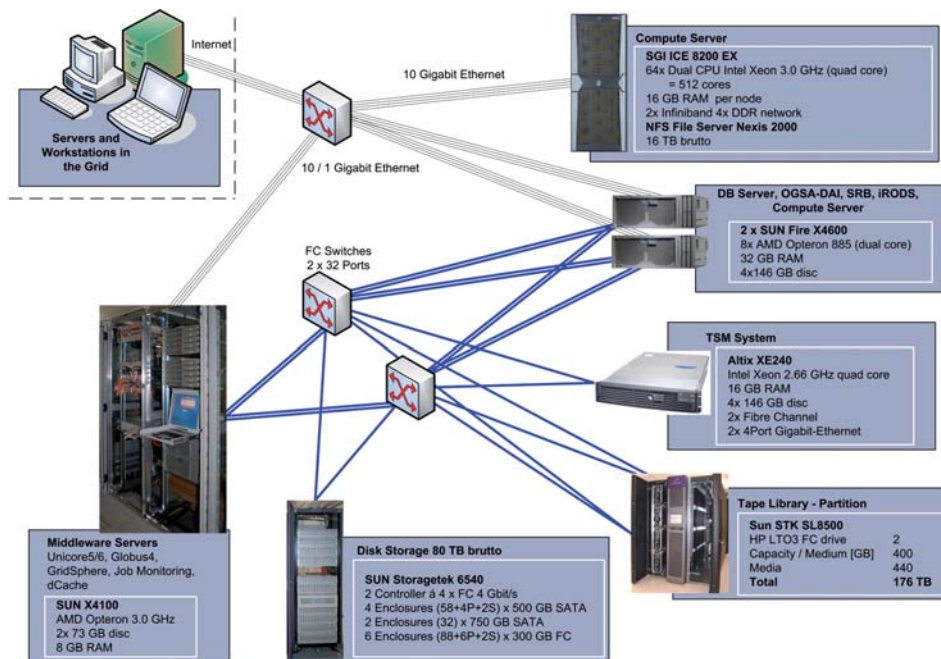 Internet
10 Gigabit Ethernet
10 / 1 Gigabit Ethernet
Servers and
Workstations in
the Grid
Compute Server
SGI ICE 8200 EX
64x Dual CPU Intel Xeon 3.0 GHz (quad core)
= 512 cores
16 GB RAM per node
2x Infiniband 4x DDR network
NFS File Server Nexis 2000
16 TB brutto
DB Server, OGSA-DAI, SRB, iRODS,
Compute Server
2 x SUN Fire X4600
8x AMD Opteron 885 (dual core)
32 GB RAM
4x146 GB disc
FC Switches
2 x 32 Ports
TSM System
Altix XE240
Intel Xeon 2.66 GHz quad core
16 GB RAM
4x 146 GB disc
2x Fibre Channel
2x 4Port Gigabit-Ethernet
Tape Library - Partition
Sun STK SL8500
HP LTO3 FC drive 2
Capacity / Medium [GB] 400
Media 440
Total 176 TB
Middleware Servers
Unicore5/6, Globus4,
GridSphere, Job Monitoring,
dCache
SUN X4100
AMD Opteron 3.0 GHz
2x 73 GB disc
8 GB RAM
Disk Storage 80 TB brutto
SUN Storagetek 6540
2 Controller á 4 x FC 4 Gbit/s
4 Enclosures (58+4P+2S) x 500 GB SATA
2 Enclosures (32) x 750 GB SATA
6 Enclosures (88+6P+2S) x 300 GB FC